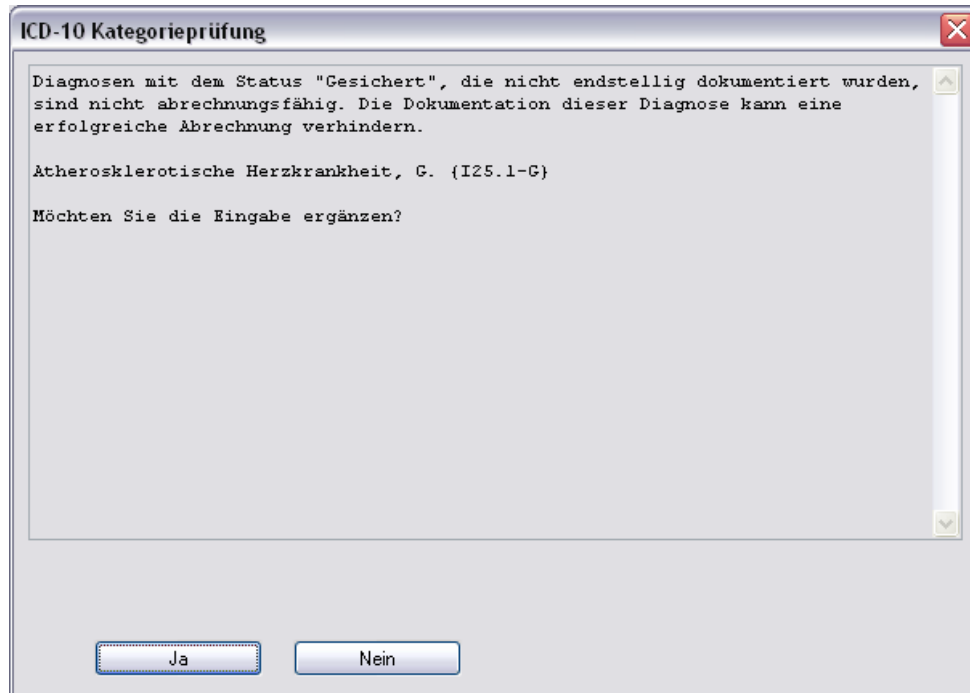 ICD-10 Kategorieprüfung
Diagnosen mit dem Status "Gesichert", die nicht endstellig dokumentiert wurden,
sind nicht abrechnungsfähig. Die Dokumentation dieser Diagnose kann eine
erfolgreiche Abrechnung verhindern.
Atherosklerotische Herzkrankheit, G. {I25.1-G}
Möchten Sie die Eingabe ergänzen?
Ja
Nein